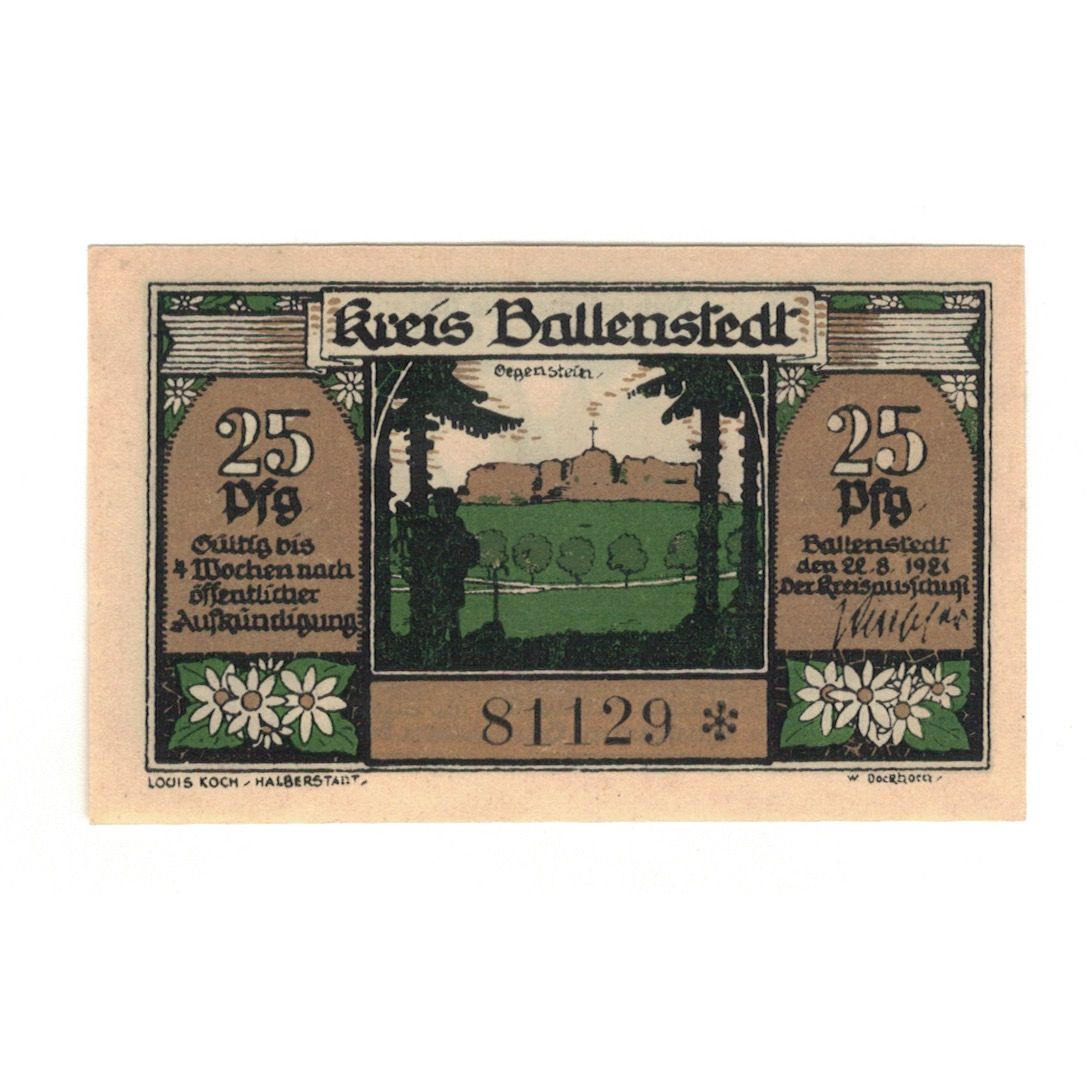 Kreis Ballenstedt
Gegenstein
25
Pfg
Gültig bis
4 Wochen nach
öffentlicher
Aufkündigung
25
Pfg
Ballenstedt
den 22.8.1921
Der Kreisausschuß
81129 *
LOUIS KOCH - HALBERSTADT
W Dockhorn